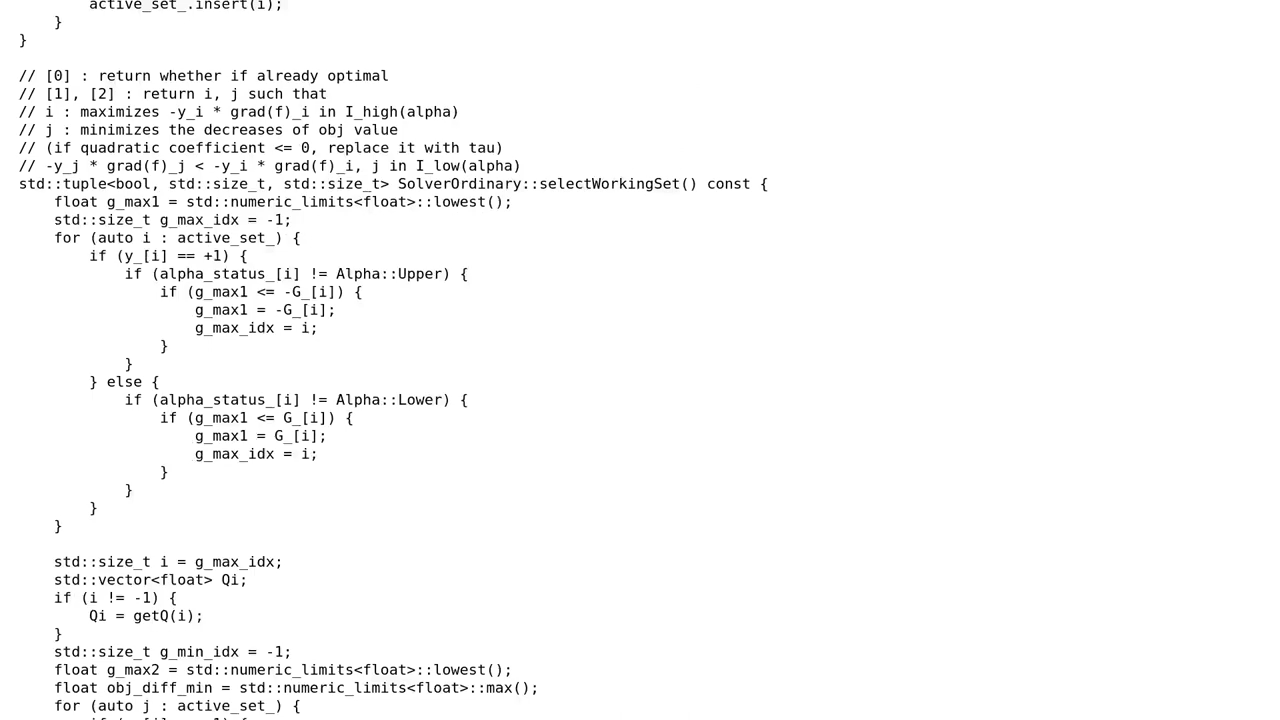 active_set_.insert(i);
    }
}

// [0] : return whether if already optimal
// [1], [2] : return i, j such that
// i : maximizes -y_i * grad(f)_i in I_high(alpha)
// j : minimizes the decreases of obj value
// (if quadratic coefficient <= 0, replace it with tau)
// -y_j * grad(f)_j < -y_i * grad(f)_i, j in I_low(alpha)
std::tuple<bool, std::size_t, std::size_t> SolverOrdinary::selectWorkingSet() const {
    float g_max1 = std::numeric_limits<float>::lowest();
    std::size_t g_max_idx = -1;
    for (auto i : active_set_) {
        if (y_[i] == +1) {
            if (alpha_status_[i] != Alpha::Upper) {
                if (g_max1 <= -G_[i]) {
                    g_max1 = -G_[i];
                    g_max_idx = i;
                }
            }
        } else {
            if (alpha_status_[i] != Alpha::Lower) {
                if (g_max1 <= G_[i]) {
                    g_max1 = G_[i];
                    g_max_idx = i;
                }
            }
        }
    }

    std::size_t i = g_max_idx;
    std::vector<float> Qi;
    if (i != -1) {
        Qi = getQ(i);
    }
    std::size_t g_min_idx = -1;
    float g_max2 = std::numeric_limits<float>::lowest();
    float obj_diff_min = std::numeric_limits<float>::max();
    for (auto j : active_set_) {